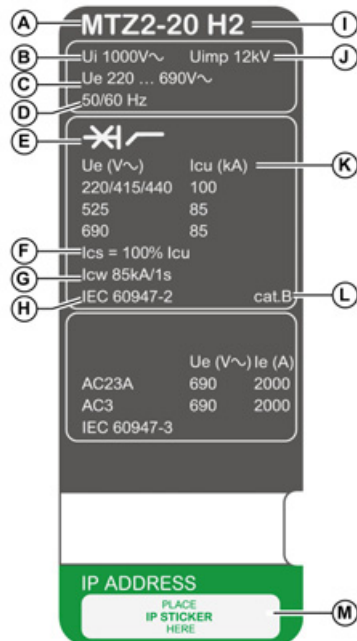 A MTZ2-20 H2 I
B Ui 1000V~ Uimp 12kV J
C Ue 220 ... 690V~
D 50/60 Hz
E
Ue (V~) Icu (kA) K
220/415/440 100
525 85
690 85
F Ics = 100% Icu
G Icw 85kA/1s
H IEC 60947-2 cat.B L
Ue (V~) Ie (A)
AC23A 690 2000
AC3 690 2000
IEC 60947-3
IP ADDRESS
PLACE
IP STICKER M
HERE